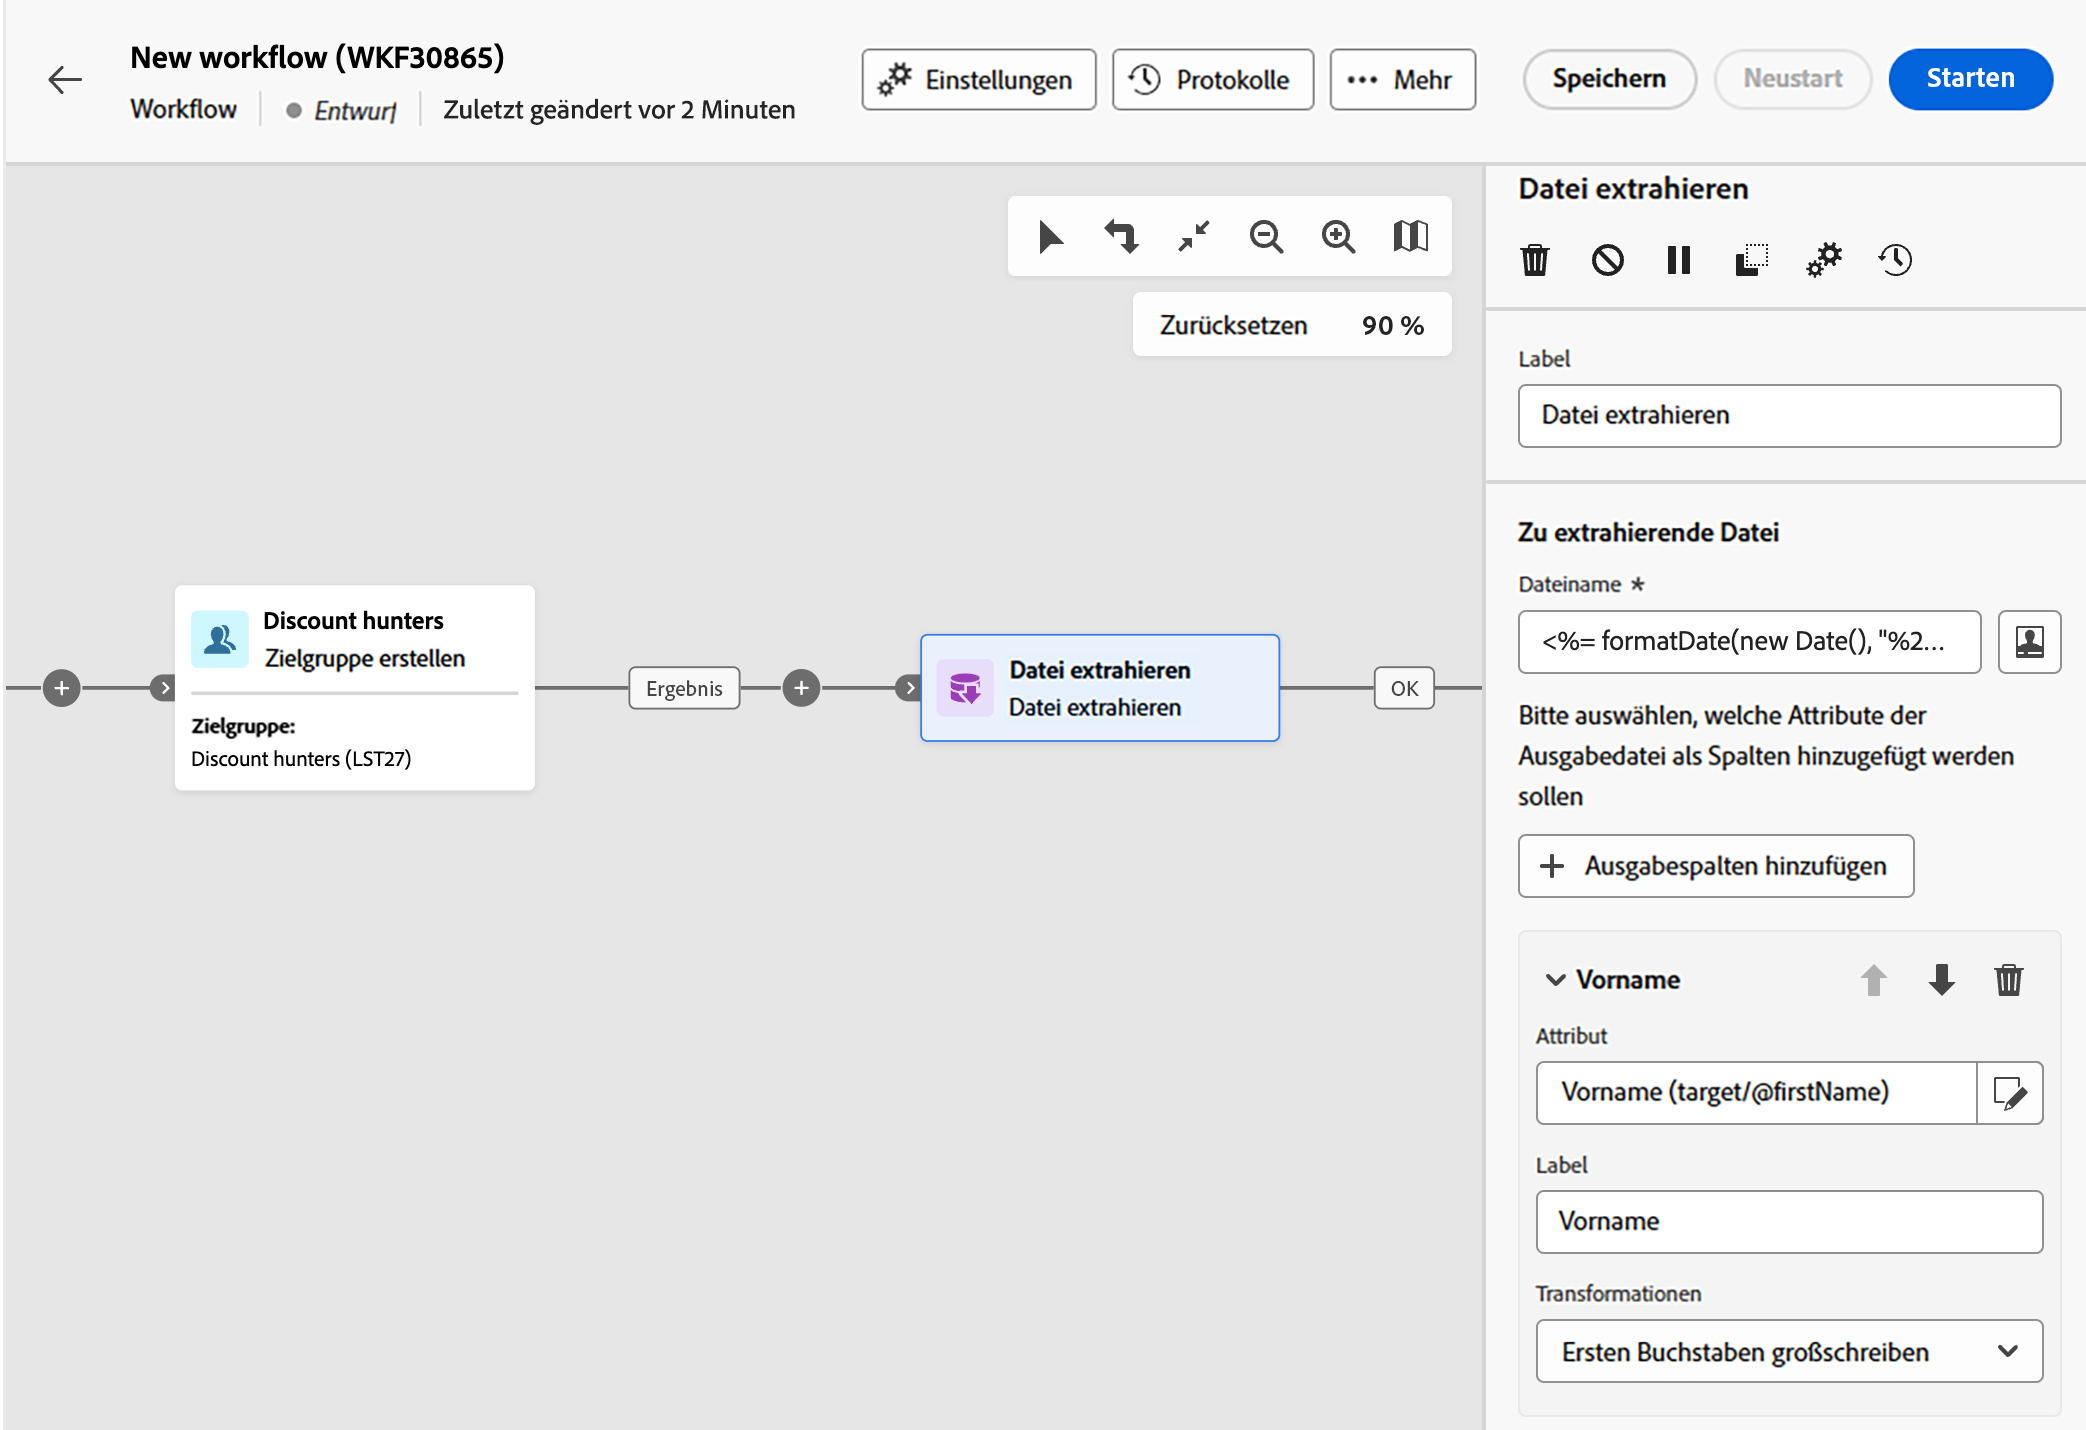 New workflow (WKF30865)
Workflow
Entwurf
Zuletzt geändert vor 2 Minuten
Einstellungen
Protokolle
Mehr
Speichern
Neustart
Starten
Zurücksetzen 90 %
Discount hunters
Zielgruppe erstellen
Zielgruppe:
Discount hunters (LST27)
Ergebnis
Datei extrahieren
Datei extrahieren
OK
Datei extrahieren
Label
Datei extrahieren
Zu extrahierende Datei
Dateiname *
<%= formatDate(new Date(), "%2...
Bitte auswählen, welche Attribute der
Ausgabedatei als Spalten hinzugefügt werden
sollen
Ausgabespalten hinzufügen
Vorname
Attribut
Vorname (target/@firstName)
Label
Vorname
Transformationen
Ersten Buchstaben großschreiben